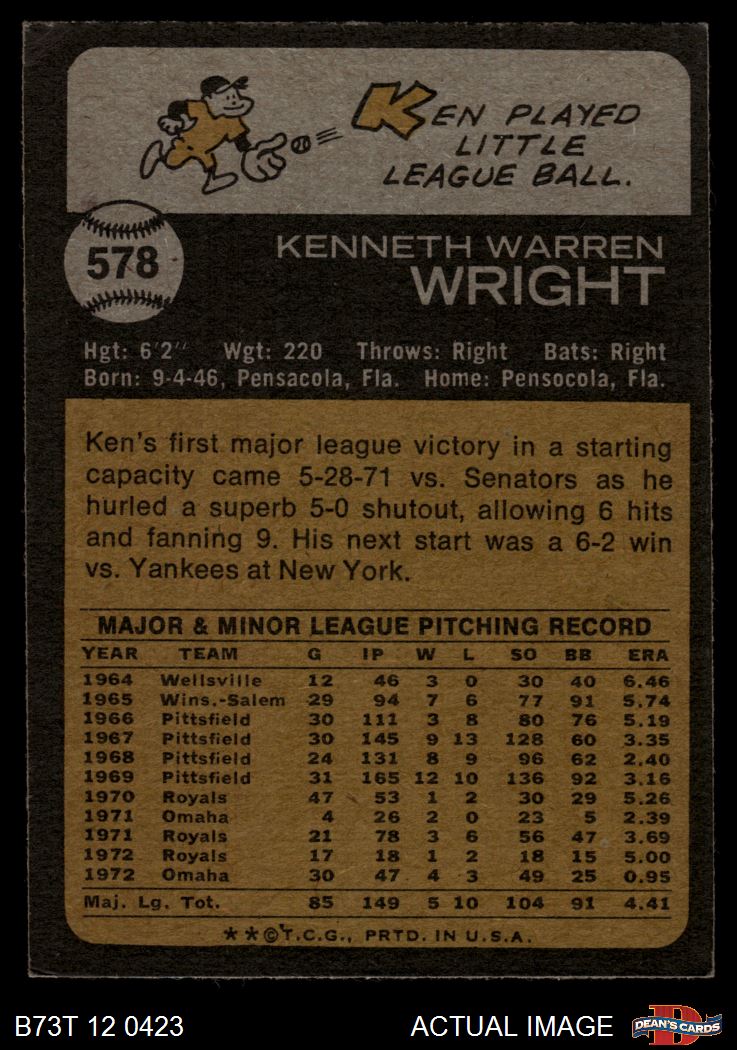 KEN PLAYED
LITTLE
LEAGUE BALL.
578
KENNETH WARREN
WRIGHT
Hgt: 6'2" Wgt: 220 Throws: Right Bats: Right
Born: 9-4-46, Pensacola, Fla. Home: Pensocola, Fla.
Ken's first major league victory in a starting
capacity came 5-28-71 vs. Senators as he
hurled a superb 5-0 shutout, allowing 6 hits
and fanning 9. His next start was a 6-2 win
vs. Yankees at New York.
MAJOR & MINOR LEAGUE PITCHING RECORD
YEAR TEAM G IP W L SO BB ERA
1964 Wellsville 12 46 3 0 30 40 6.46
1965 Wins.-Salem 29 94 7 6 77 91 5.74
1966 Pittsfield 30 111 3 8 80 76 5.19
1967 Pittsfield 30 145 9 13 128 60 3.35
1968 Pittsfield 24 131 8 9 96 62 2.40
1969 Pittsfield 31 165 12 10 136 92 3.16
1970 Royals 47 53 1 2 30 29 5.26
1971 Omaha 4 26 2 0 23 5 2.39
1971 Royals 21 78 3 6 56 47 3.69
1972 Royals 17 18 1 2 18 15 5.00
1972 Omaha 30 47 4 3 49 25 0.95
Maj. Lg. Tot. 85 149 5 10 104 91 4.41
**©T.C.G., PRTD. IN U.S.A.
B73T 12 0423 ACTUAL IMAGE D DEAN'S CARDS